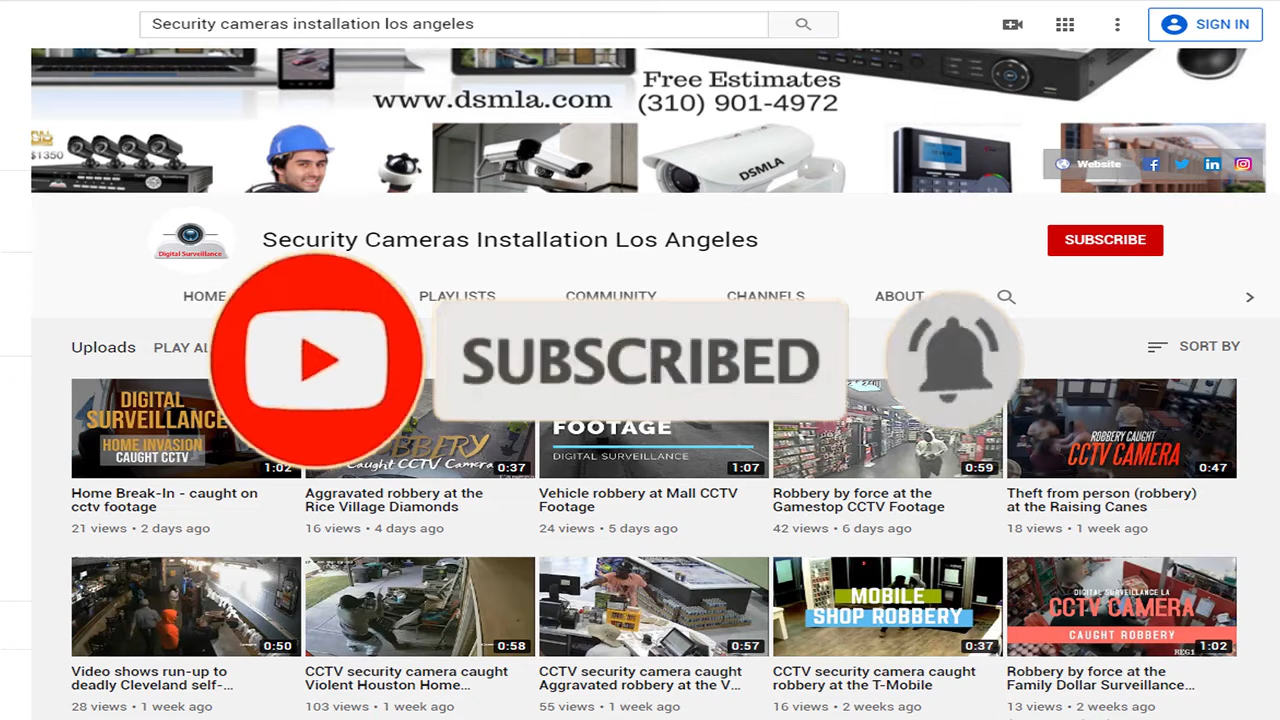 Security cameras installation los angeles
SIGN IN
www.dsmla.com
Free Estimates
(310) 901-4972
$1350
DSMLA
Website
Digital Surveillance
Security Cameras Installation Los Angeles
SUBSCRIBE
HOME
PLAYLISTS
COMMUNITY
CHANNELS
ABOUT
SUBSCRIBED
Uploads
PLAY AL
SORT BY
DIGITAL
SURVEILLANCE
HOME INVASION
CAUGHT CCTV
1:02
ROBBERY
Caught CCTV Camera
0:37
FOOTAGE
DIGITAL SURVEILLANCE
1:07
0:59
ROBBERY CAUGHT
CCTV CAMERA
0:47
Home Break-In - caught on
cctv footage
21 views • 2 days ago
Aggravated robbery at the
Rice Village Diamonds
16 views • 4 days ago
Vehicle robbery at Mall CCTV
Footage
24 views • 5 days ago
Robbery by force at the
Gamestop CCTV Footage
42 views • 6 days ago
Theft from person (robbery)
at the Raising Canes
18 views • 1 week ago
0:50
0:58
0:57
MOBILE
SHOP ROBBERY
0:37
DIGITAL SURVEILLANCE LA
CCTV CAMERA
CAUGHT ROBBERY
REG1
1:02
Video shows run-up to
deadly Cleveland self-...
28 views • 1 week ago
CCTV security camera caught
Violent Houston Home...
103 views • 1 week ago
CCTV security camera caught
Aggravated robbery at the V...
55 views • 1 week ago
CCTV security camera caught
robbery at the T-Mobile
16 views • 2 weeks ago
Robbery by force at the
Family Dollar Surveillance...
13 views • 2 weeks ago